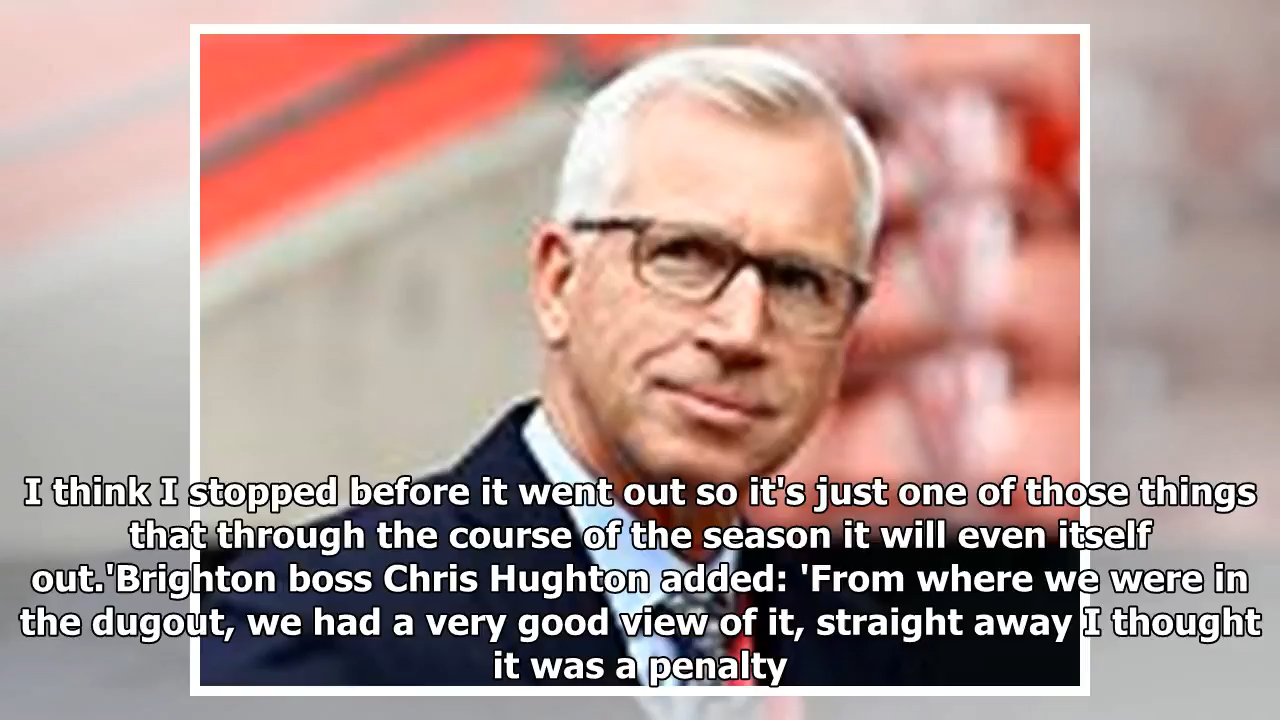 I think I stopped before it went out so it's just one of those things
that through the course of the season it will even itself
out.'Brighton boss Chris Hughton added: 'From where we were in
the dugout, we had a very good view of it, straight away I thought
it was a penalty